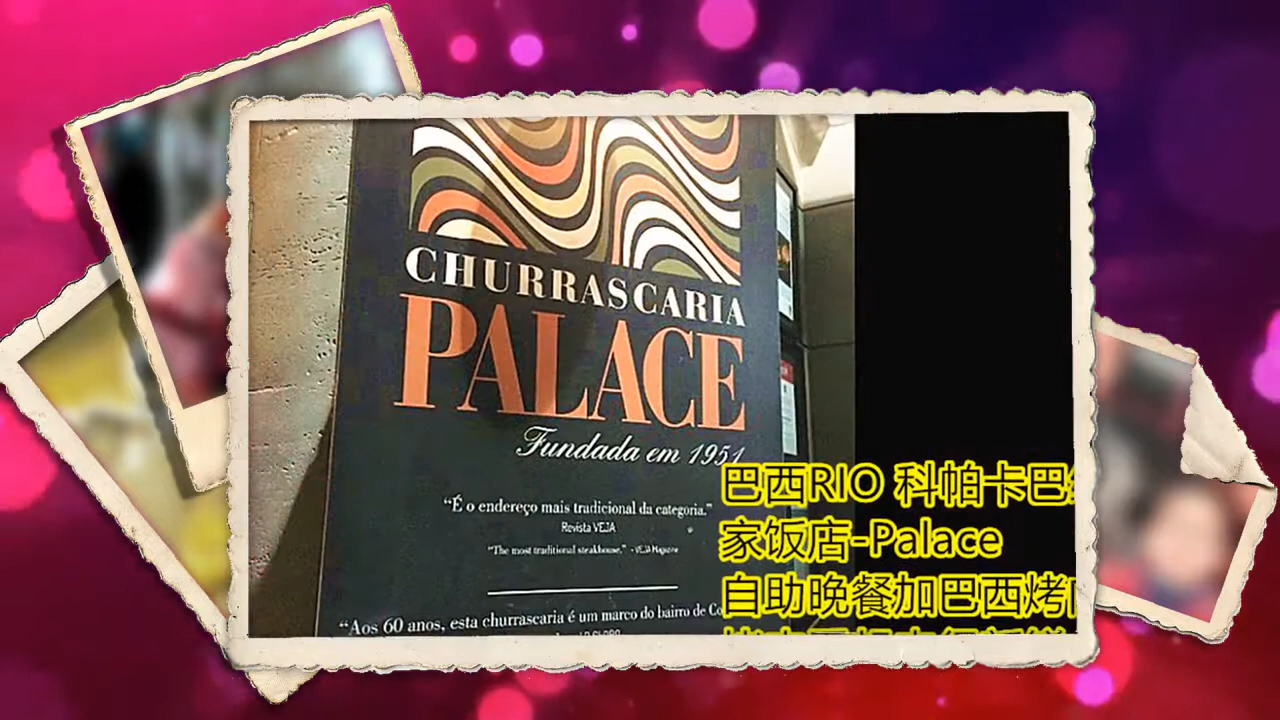 CHURRASCARIA
PALACE
Fundada em 1951
“É o endereço mais tradicional da categoria.”
Revista VEJA
“The most traditional steakhouse.” - VEJA Magazine
“Aos 60 anos, esta churrascaria é um marco do bairro de
O GLOBO
巴西RIO 科帕卡巴
家饭店-Palace
自助晚餐加巴西烤